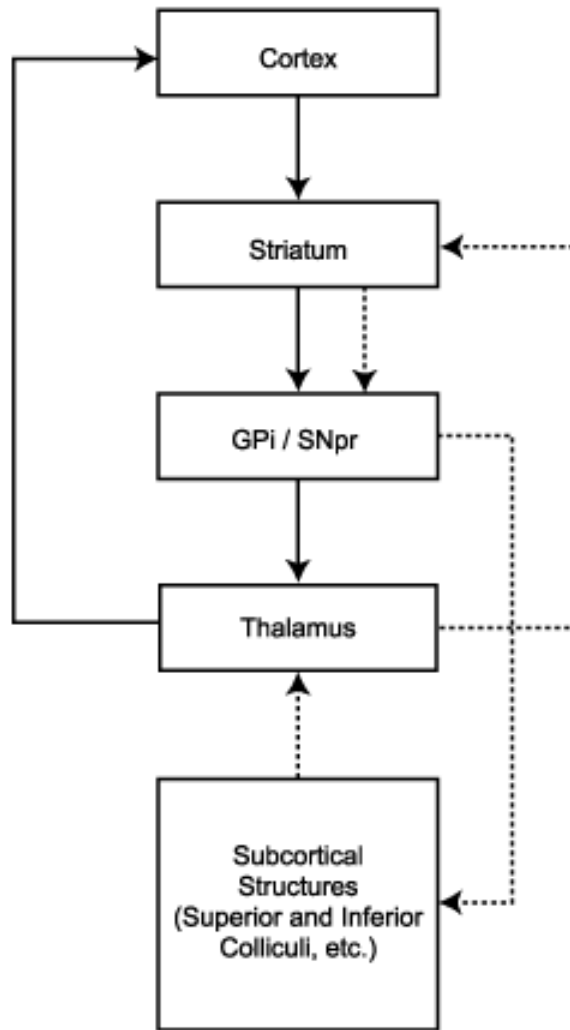 Cortex
Striatum
GPi / SNpr
Thalamus
Subcortical
Structures
(Superior and Inferior
Colliculi, etc.)